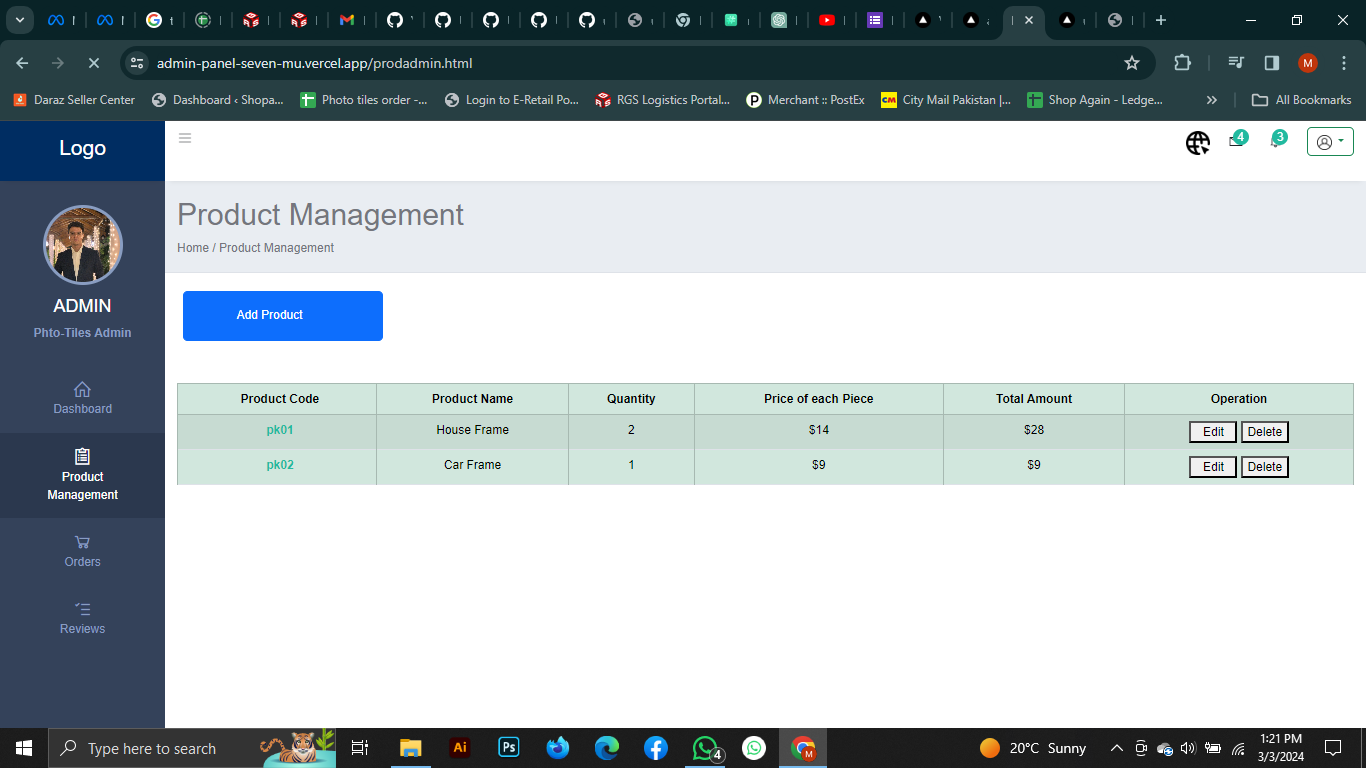 admin-panel-seven-mu.vercel.app/prodadmin.html
M
Daraz Seller Center
Dashboard ‹ Shopa...
Photo tiles order -...
Login to E-Retail Po...
RGS Logistics Portal...
Merchant :: PostEx
City Mail Pakistan |...
Shop Again - Ledge...
»
All Bookmarks
Logo
4
3
ADMIN
Phto-Tiles Admin
Dashboard
Product
Management
Orders
Reviews
Product Management
Home / Product Management
Add Product
Product Code Product Name Quantity Price of each Piece Total Amount Operation
pk01 House Frame 2 $14 $28 Edit Delete
pk02 Car Frame 1 $9 $9 Edit Delete
Type here to search
Ai
Ps
4
M
20°C Sunny
1:21 PM
3/3/2024